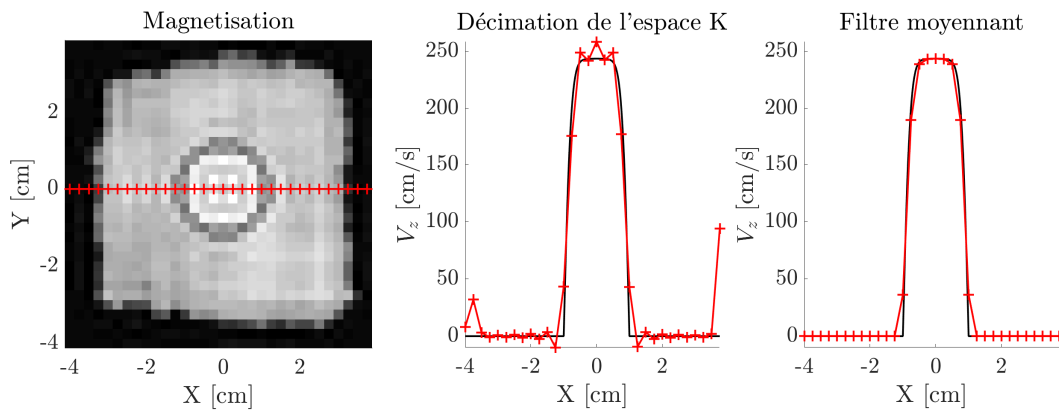 Magnetisation
Y [cm]
2
0
-2
-4
-4 -2 0 2
X [cm]
Décimation de l'espace K
V_z [cm/s]
250
200
150
100
50
0
-4 -2 0 2
X [cm]
Filtre moyennant
V_z [cm/s]
250
200
150
100
50
0
-4 -2 0 2
X [cm]